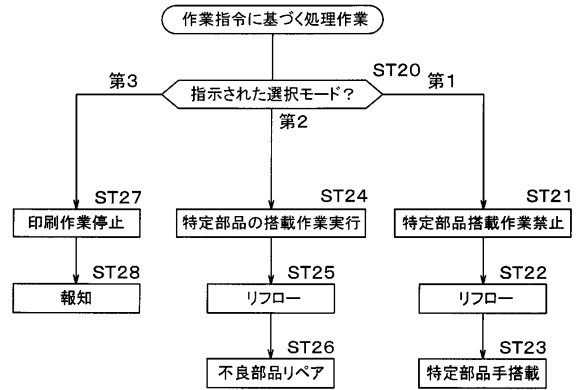 作業指令に基づく処理作業
ST20
第3
指示された選択モード？
第1
第2
ST27
ST24
ST21
印刷作業停止
特定部品の搭載作業実行
特定部品搭載作業禁止
ST28
ST25
ST22
報知
リフロー
リフロー
ST26
ST23
不良部品リペア
特定部品手搭載